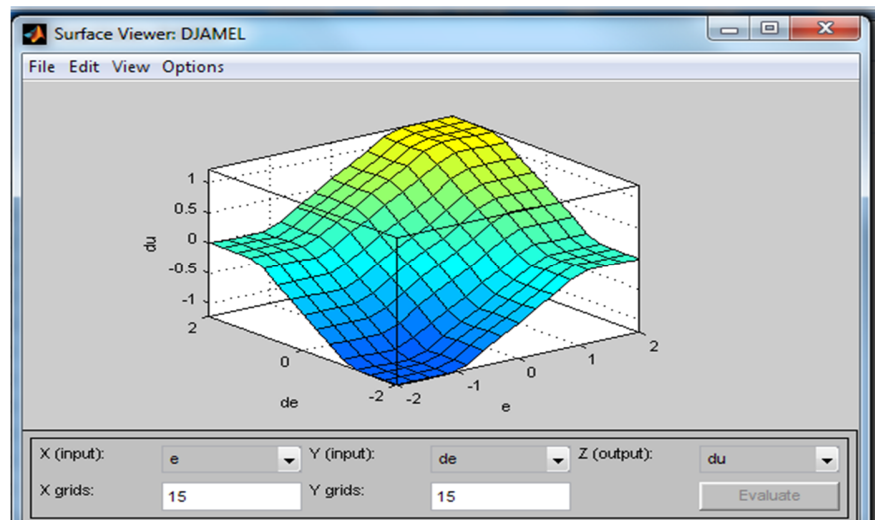 Surface Viewer: DJAMEL
File Edit View Options
1
0.5
0
-0.5
-1
du
2
0
-2
de
-2
-1
0
1
2
e
X (input): e Y (input): de Z (output): du
X grids: 15 Y grids: 15 Evaluate